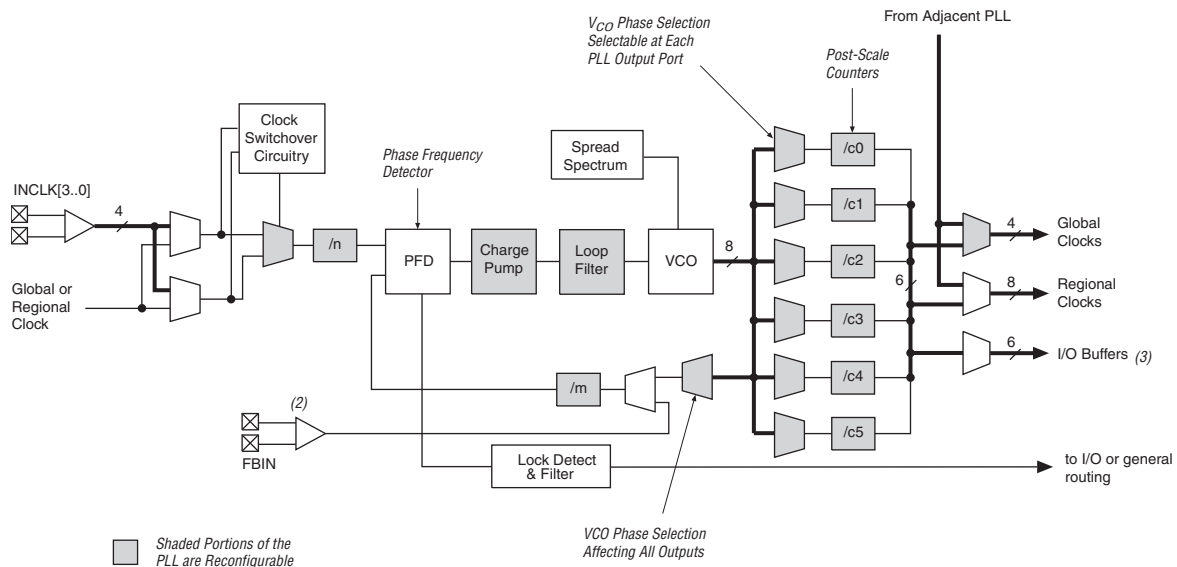 From Adjacent PLL
VCO Phase Selection
Selectable at Each
PLL Output Port
Post-Scale
Counters
Clock
Switchover
Circuitry
Spread
Spectrum
Phase Frequency
Detector
INCLK[3..0]
4
/n
PFD
Charge
Pump
Loop
Filter
VCO
8
/c0
/c1
/c2
6
/c3
/c4
/c5
4
Global
Clocks
8
Regional
Clocks
6
I/O Buffers (3)
Global or
Regional
Clock
/m
(2)
FBIN
Lock Detect
& Filter
to I/O or general
routing
VCO Phase Selection
Affecting All Outputs
Shaded Portions of the
PLL are Reconfigurable